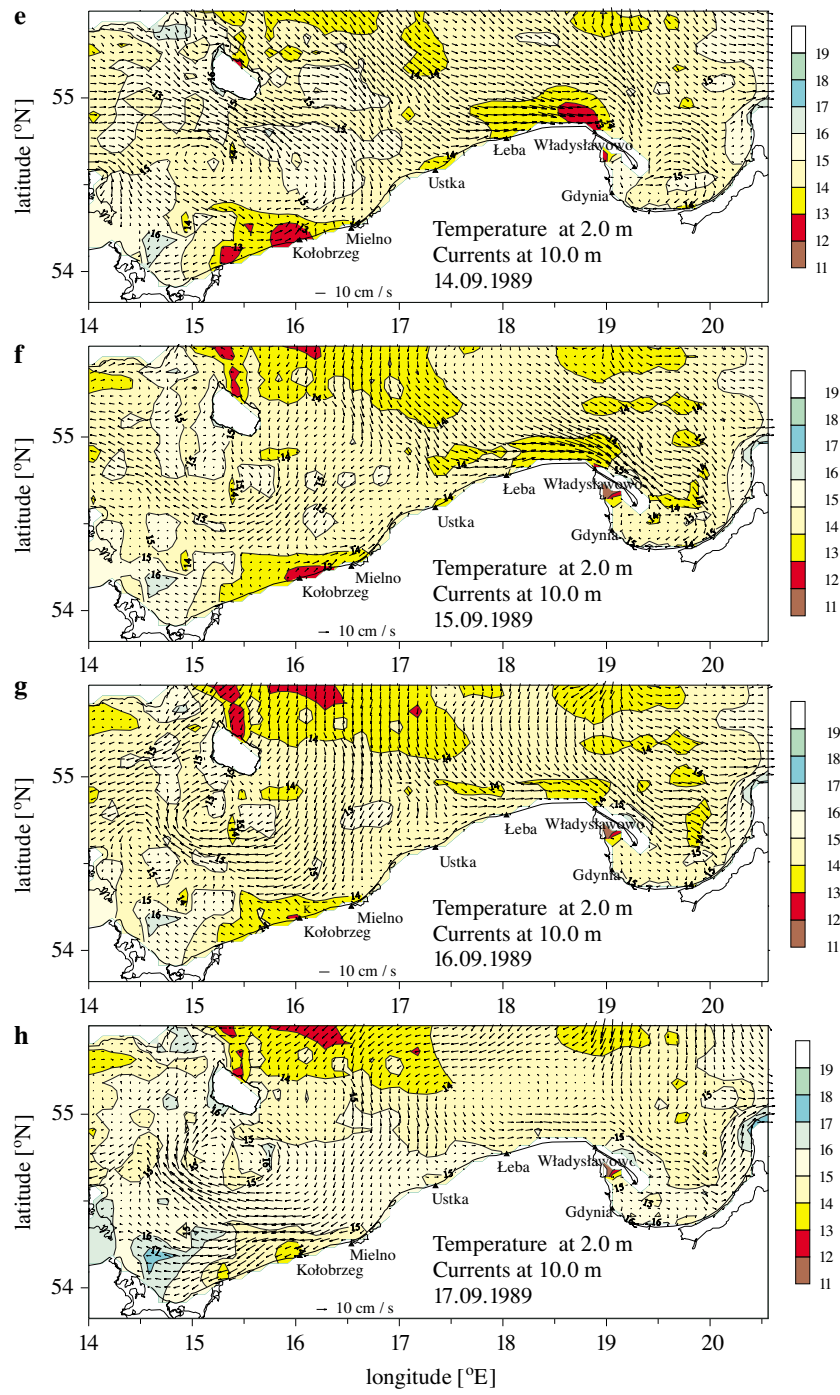 e
19
18
17
16
15
14
13
12
11
latitude [°N]
55
54
Łeba
Władysławowo
Ustka
Gdynia
Mielno
Kołobrzeg
Temperature at 2.0 m
Currents at 10.0 m
14.09.1989
10 cm / s
14 15 16 17 18 19 20
f
19
18
17
16
15
14
13
12
11
latitude [°N]
55
54
Łeba
Władysławowo
Ustka
Gdynia
Mielno
Kołobrzeg
Temperature at 2.0 m
Currents at 10.0 m
15.09.1989
10 cm / s
14 15 16 17 18 19 20
g
19
18
17
16
15
14
13
12
11
latitude [°N]
55
54
Łeba
Władysławowo
Ustka
Gdynia
Mielno
K
Kołobrzeg
Temperature at 2.0 m
Currents at 10.0 m
16.09.1989
10 cm / s
14 15 16 17 18 19 20
h
19
18
17
16
15
14
13
12
11
latitude [°N]
55
54
Łeba
Władysławowo
Ustka
Gdynia
Mielno
Kołobrzeg
Temperature at 2.0 m
Currents at 10.0 m
17.09.1989
10 cm / s
14 15 16 17 18 19 20
longitude [°E]